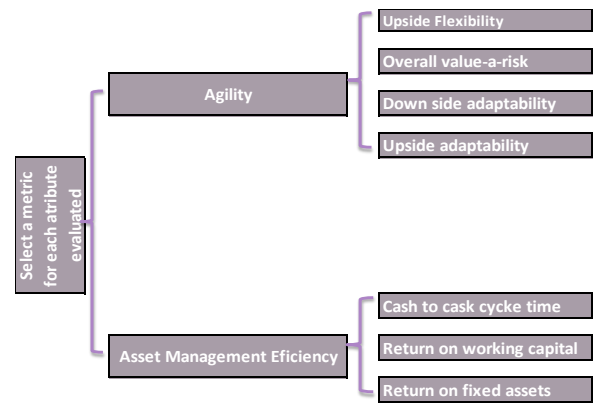 Select a metric
for each atribute
evaluated
Agility
Upside Flexibility
Overall value-a-risk
Down side adaptability
Upside adaptability
Asset Management Eficiency
Cash to cask cycke time
Return on working capital
Return on fixed assets